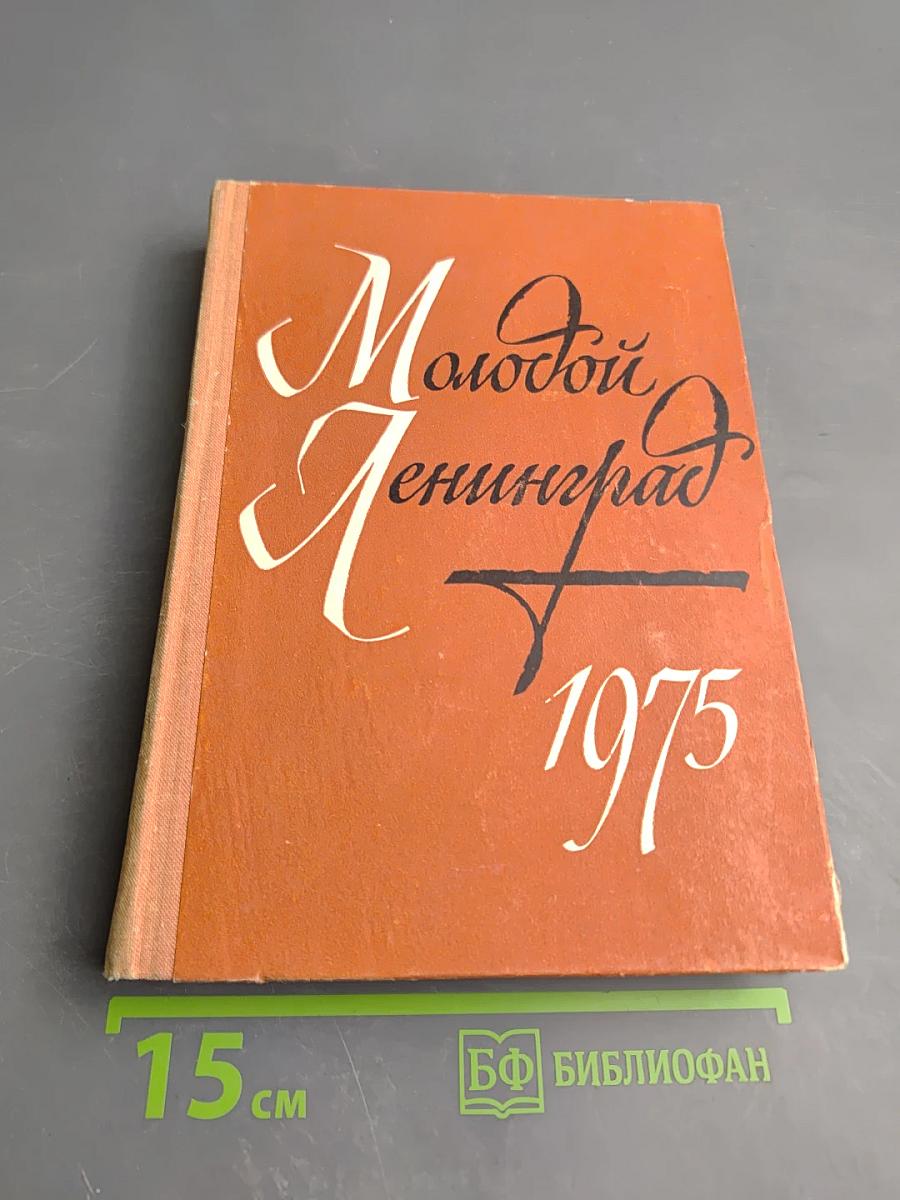 Молодой
Ленинград
1975
15 см
БФ БИБЛИОФАН